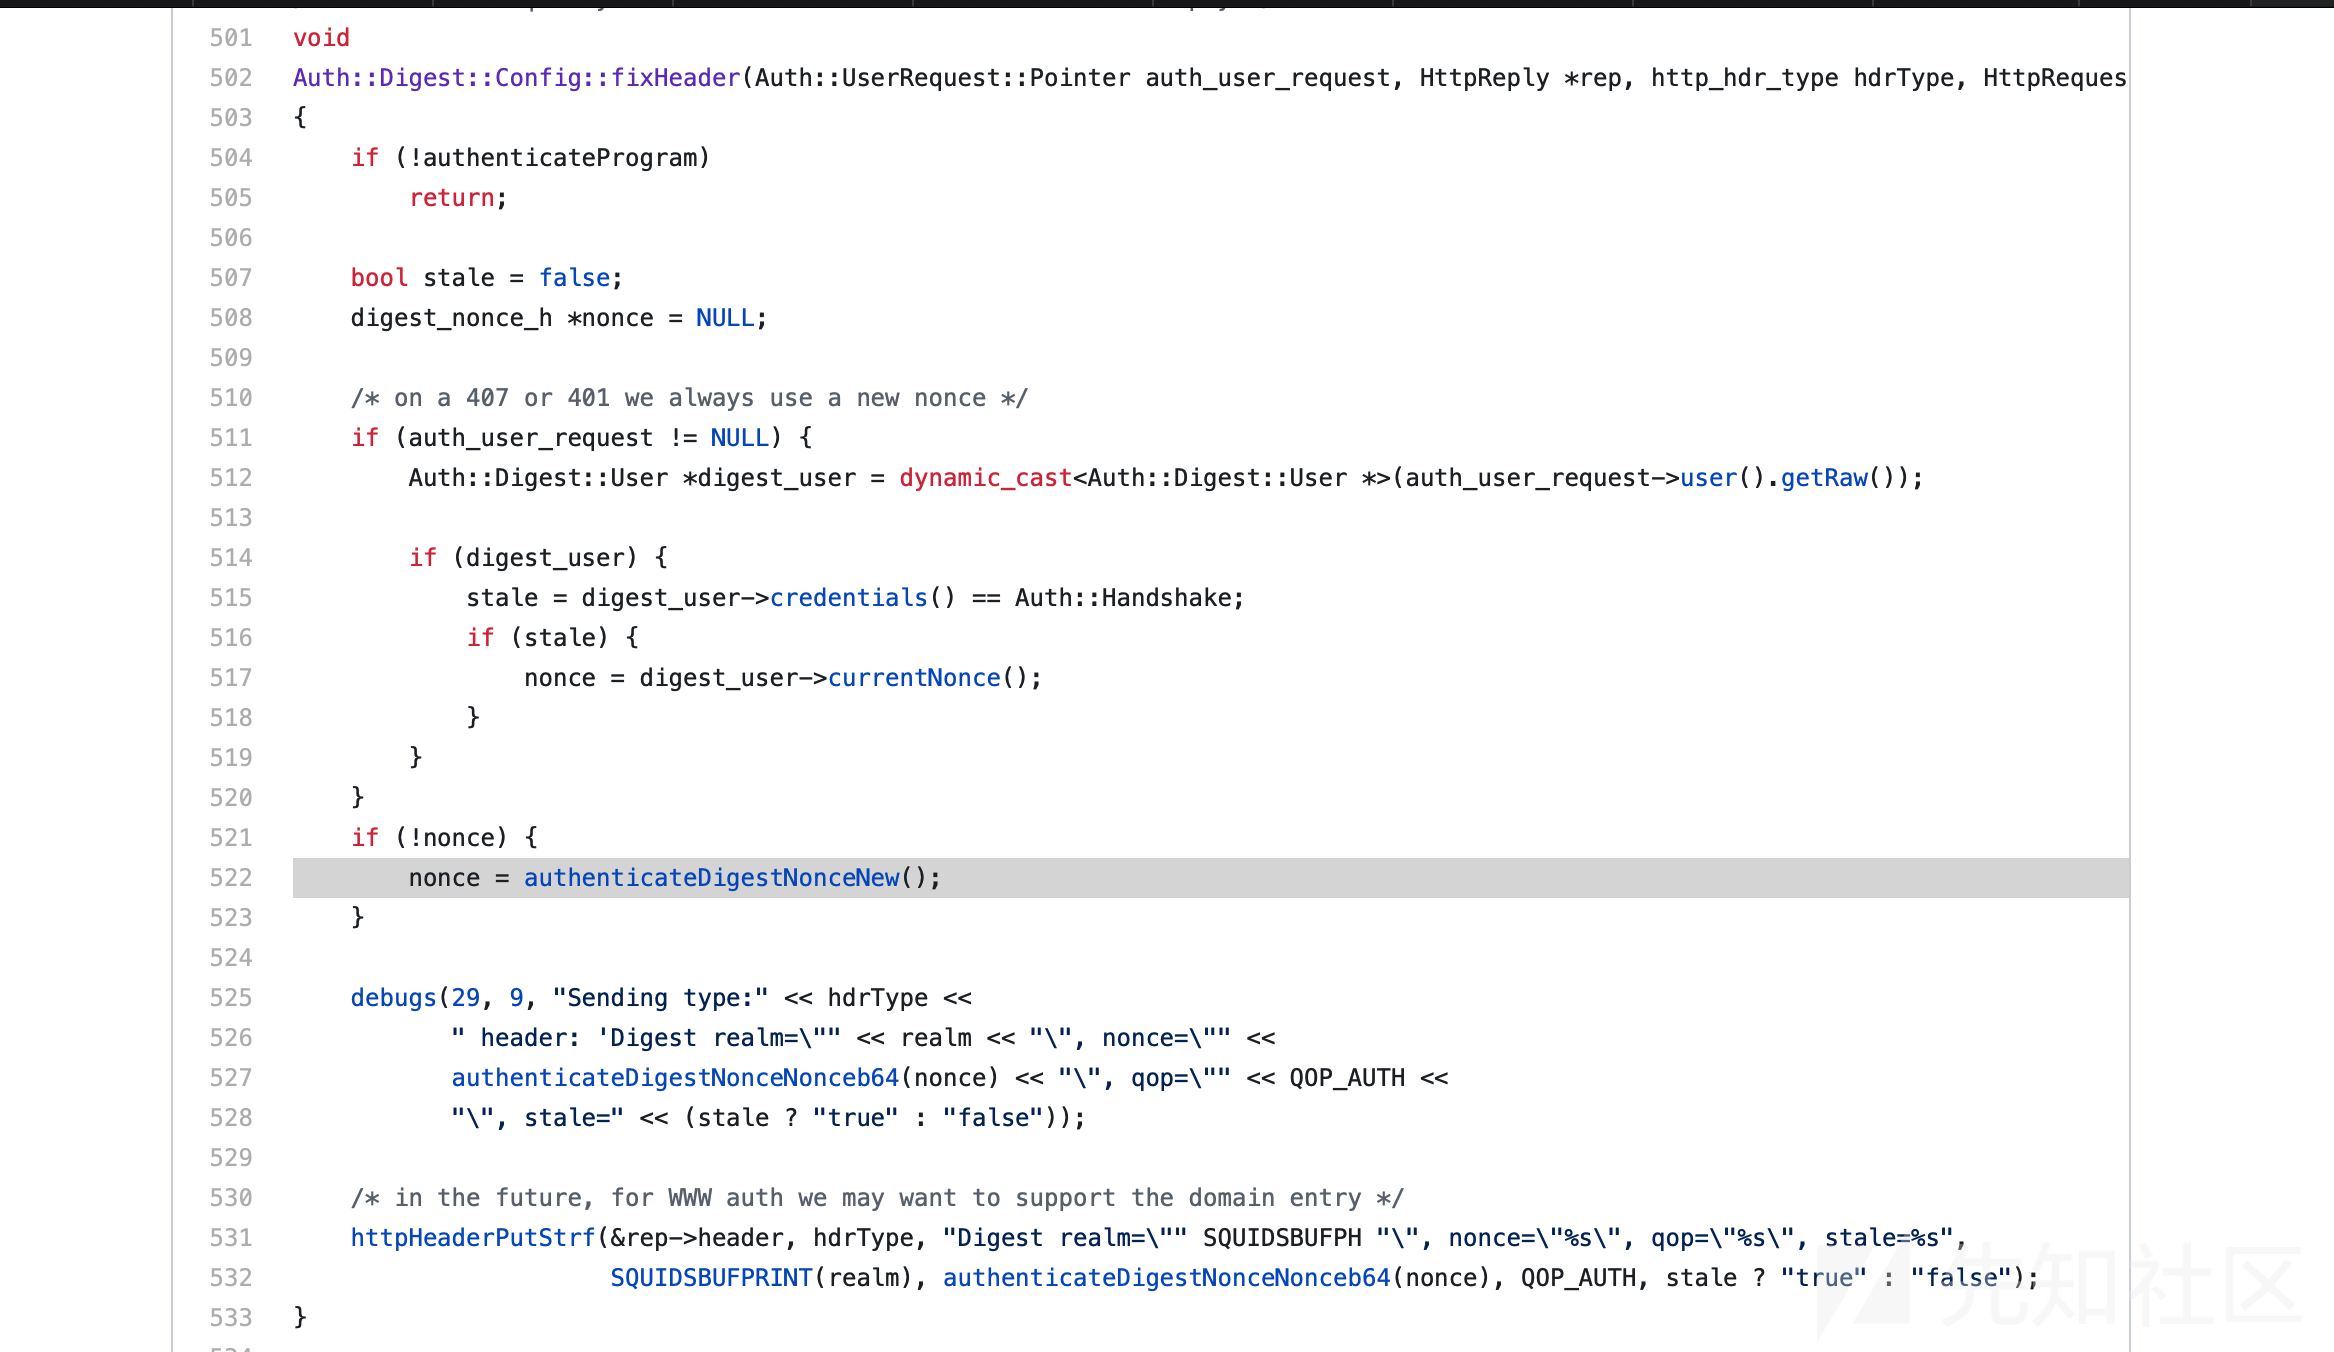 501 void
502 Auth::Digest::Config::fixHeader(Auth::UserRequest::Pointer auth_user_request, HttpReply *rep, http_hdr_type hdrType, HttpReques
503 {
504     if (!authenticateProgram)
505         return;
506
507     bool stale = false;
508     digest_nonce_h *nonce = NULL;
509
510     /* on a 407 or 401 we always use a new nonce */
511     if (auth_user_request != NULL) {
512         Auth::Digest::User *digest_user = dynamic_cast<Auth::Digest::User *>(auth_user_request->user().getRaw());
513
514         if (digest_user) {
515             stale = digest_user->credentials() == Auth::Handshake;
516             if (stale) {
517                 nonce = digest_user->currentNonce();
518             }
519         }
520     }
521     if (!nonce) {
522         nonce = authenticateDigestNonceNew();
523     }
524
525     debugs(29, 9, "Sending type:" << hdrType <<
526            " header: 'Digest realm=\"" << realm << "\", nonce=\"" <<
527            authenticateDigestNonceNonceb64(nonce) << "\", qop=\"" << QOP_AUTH <<
528            "\", stale=" << (stale ? "true" : "false"));
529
530     /* in the future, for WWW auth we may want to support the domain entry */
531     httpHeaderPutStrf(&rep->header, hdrType, "Digest realm=\"" SQUIDSBUFPH "\", nonce=\"%s\", qop=\"%s\", stale=%s",
532                       SQUIDSBUFPRINT(realm), authenticateDigestNonceNonceb64(nonce), QOP_AUTH, stale ? "true" : "false");
533 }
先知社区